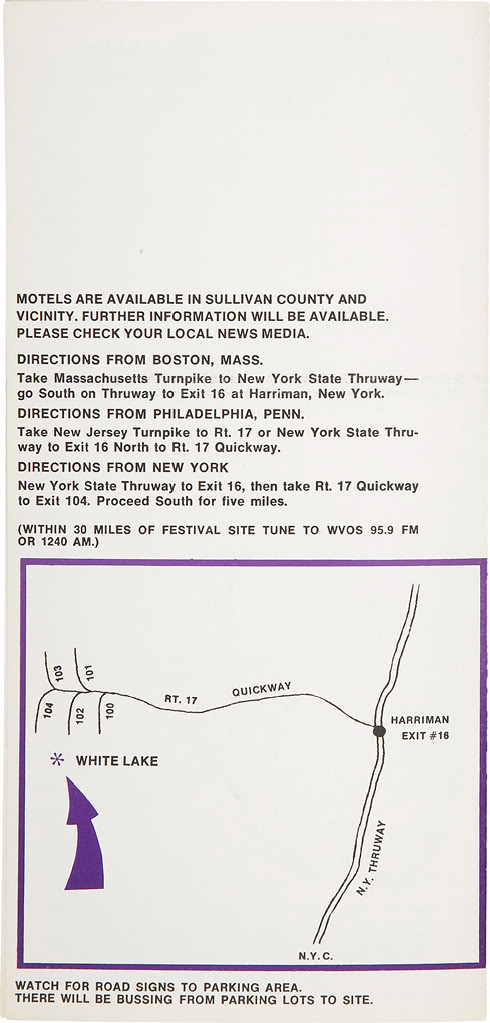 MOTELS ARE AVAILABLE IN SULLIVAN COUNTY AND
VICINITY. FURTHER INFORMATION WILL BE AVAILABLE.
PLEASE CHECK YOUR LOCAL NEWS MEDIA.
DIRECTIONS FROM BOSTON, MASS.
Take Massachusetts Turnpike to New York State Thruway—
go South on Thruway to Exit 16 at Harriman, New York.
DIRECTIONS FROM PHILADELPHIA, PENN.
Take New Jersey Turnpike to Rt. 17 or New York State Thru-
way to Exit 16 North to Rt. 17 Quickway.
DIRECTIONS FROM NEW YORK
New York State Thruway to Exit 16, then take Rt. 17 Quickway
to Exit 104. Proceed South for five miles.
(WITHIN 30 MILES OF FESTIVAL SITE TUNE TO WVOS 95.9 FM
OR 1240 AM.)
103
101
104
102
100
RT. 17
QUICKWAY
HARRIMAN
EXIT #16
* WHITE LAKE
N.Y. THRUWAY
N.Y.C.
WATCH FOR ROAD SIGNS TO PARKING AREA.
THERE WILL BE BUSSING FROM PARKING LOTS TO SITE.